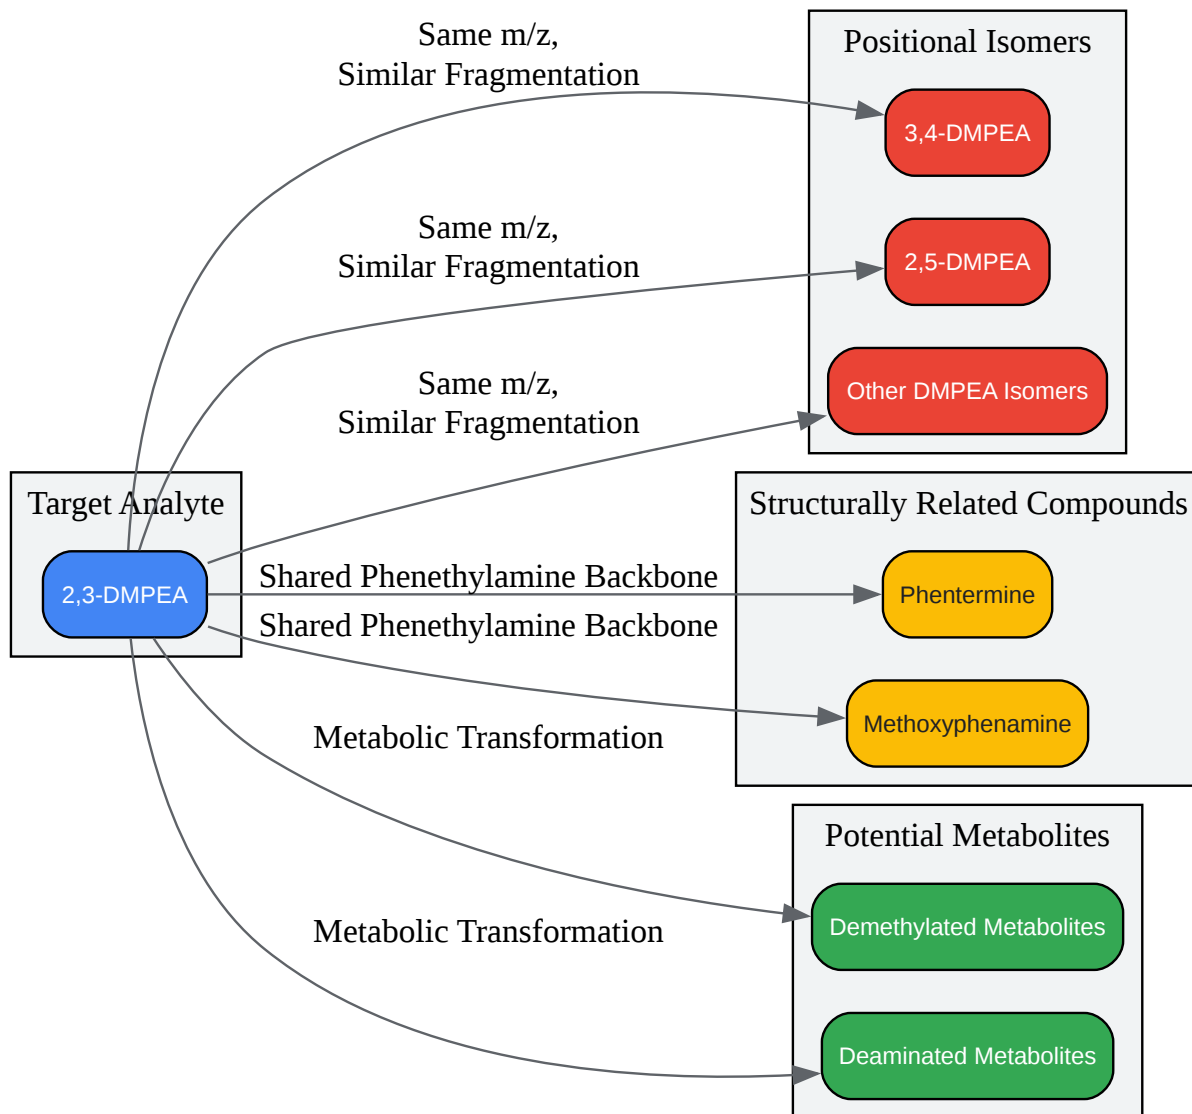 Same m/z,
Similar Fragmentation
Positional Isomers
3,4-DMPEA
Same m/z,
Similar Fragmentation
2,5-DMPEA
Same m/z,
Similar Fragmentation
Other DMPEA Isomers
Target Analyte
2,3-DMPEA
Structurally Related Compounds
Shared Phenethylamine Backbone
Phentermine
Shared Phenethylamine Backbone
Methoxyphenamine
Metabolic Transformation
Potential Metabolites
Demethylated Metabolites
Metabolic Transformation
Deaminated Metabolites